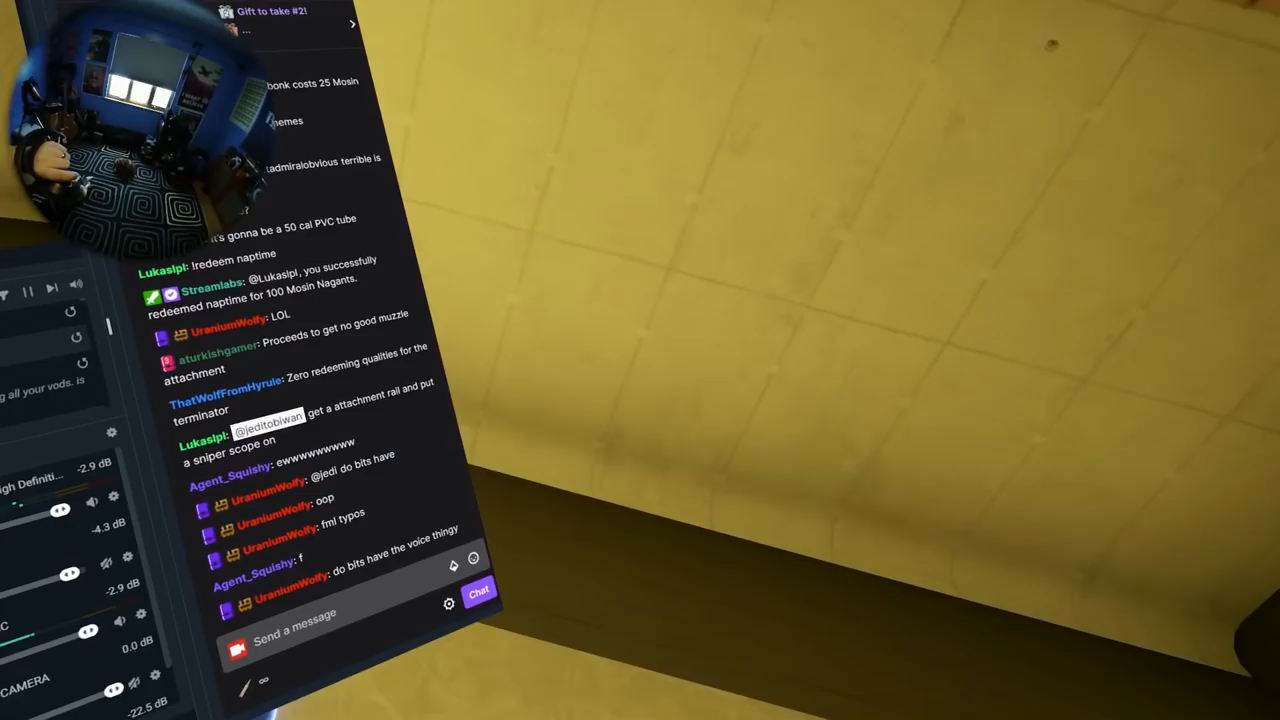 Gift to take #2!
...
bonk costs 25 Mosin
I WANT TO
BELIEVE
admiralobvious terrible is
it's gonna be a 50 cal PVC tube
Lukaslpl: !redeem naptime
Streamlabs: @Lukaslpl, you successfully
redeemed naptime for 100 Mosin Nagants.
UraniumWolfy: LOL
aturkishgamer: Proceeds to get no good muzzle
attachment
ThatWolfFromHyrule: Zero redeeming qualities for the
terminator
Lukaslpl: @jeditobiwan get a attachment rail and put
a sniper scope on
Agent_Squishy: ewwwwwwwww
UraniumWolfy: @jedi do bits have
UraniumWolfy: oop
UraniumWolfy: fml typos
Agent_Squishy: f
UraniumWolfy: do bits have the voice thingy
Send a message
Chat
∞
g all your vods. is
igh Definiti...
-2.9 dB
-4.3 dB
-2.9 dB
0.0 dB
CAMERA
-22.5 dB